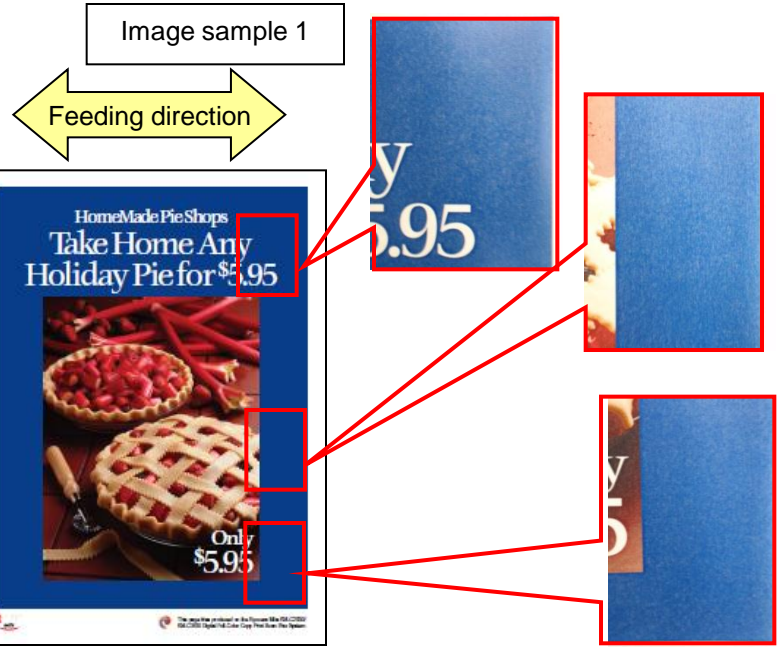 Image sample 1
Feeding direction
HomeMade Pie Shops
Take Home Any
Holiday Pie for $5.95
Only
$5.95
y
5.95
y
5